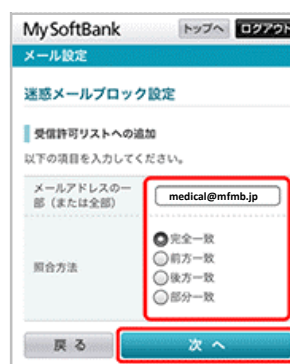 My SoftBank
トップへ
ログアウト
メール設定
迷惑メールブロック設定
受信許可リストへの追加
以下の項目を入力してください。
メールアドレスの一
部（または全部）
medical@mfmb.jp
照合方法
完全一致
前方一致
後方一致
部分一致
戻る
次へ